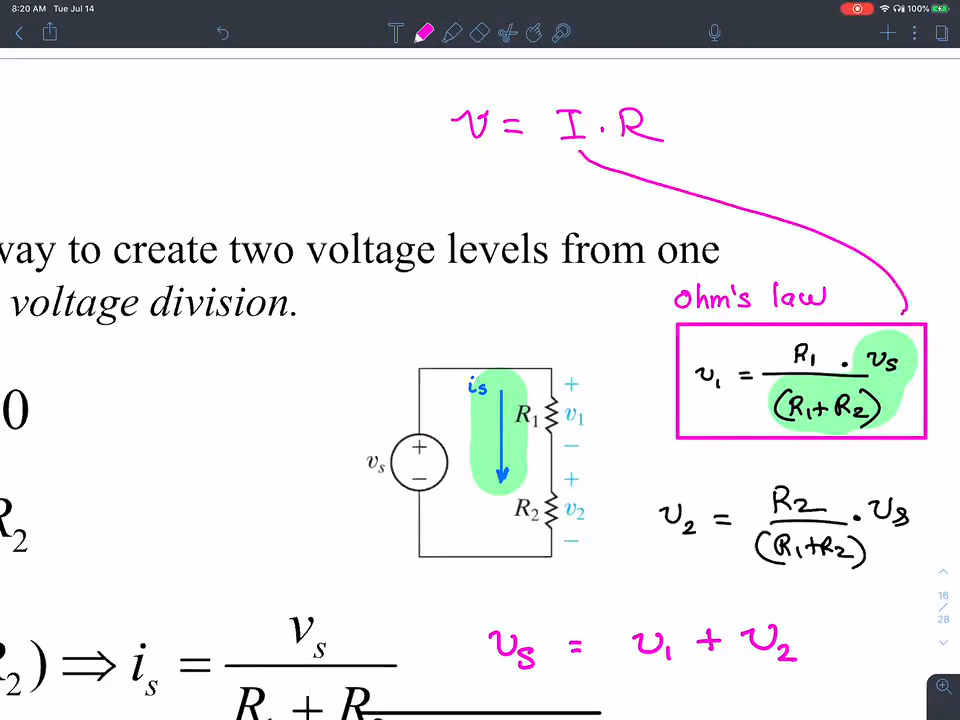 8:20 AM Tue Jul 14
100%
v = I . R
way to create two voltage levels from one
voltage division.
Ohm's law
v₁ = R₁ . vs
(R₁+R₂)
0
is
R₁
+
v₁
−
vₛ
+
−
R₂
+
v₂
−
R₂
v₂ = R₂ . vs
(R₁+R₂)
16
/
28
R₂) ⇒ iₛ = vₛ
R₁ + R₂
vs = v₁ + v₂